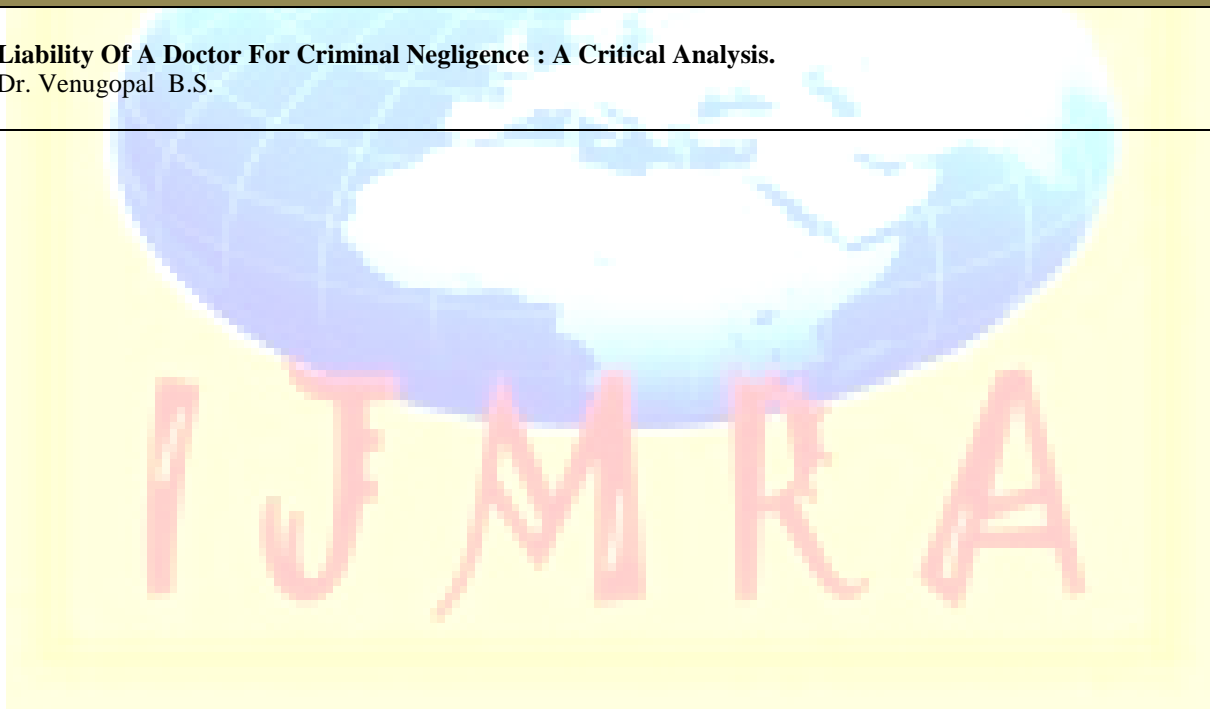 Liability Of A Doctor For Criminal Negligence : A Critical Analysis.
Dr. Venugopal B.S.
IJMRA